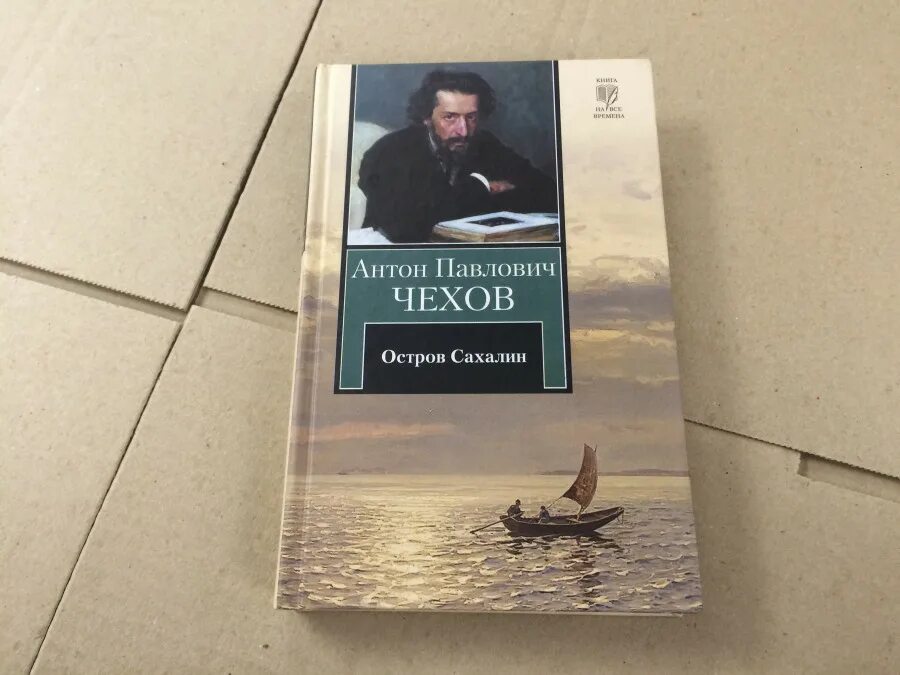 КНИГА
НА ВСЕ
ВРЕМЕНА
Антон Павлович
ЧЕХОВ
Остров Сахалин